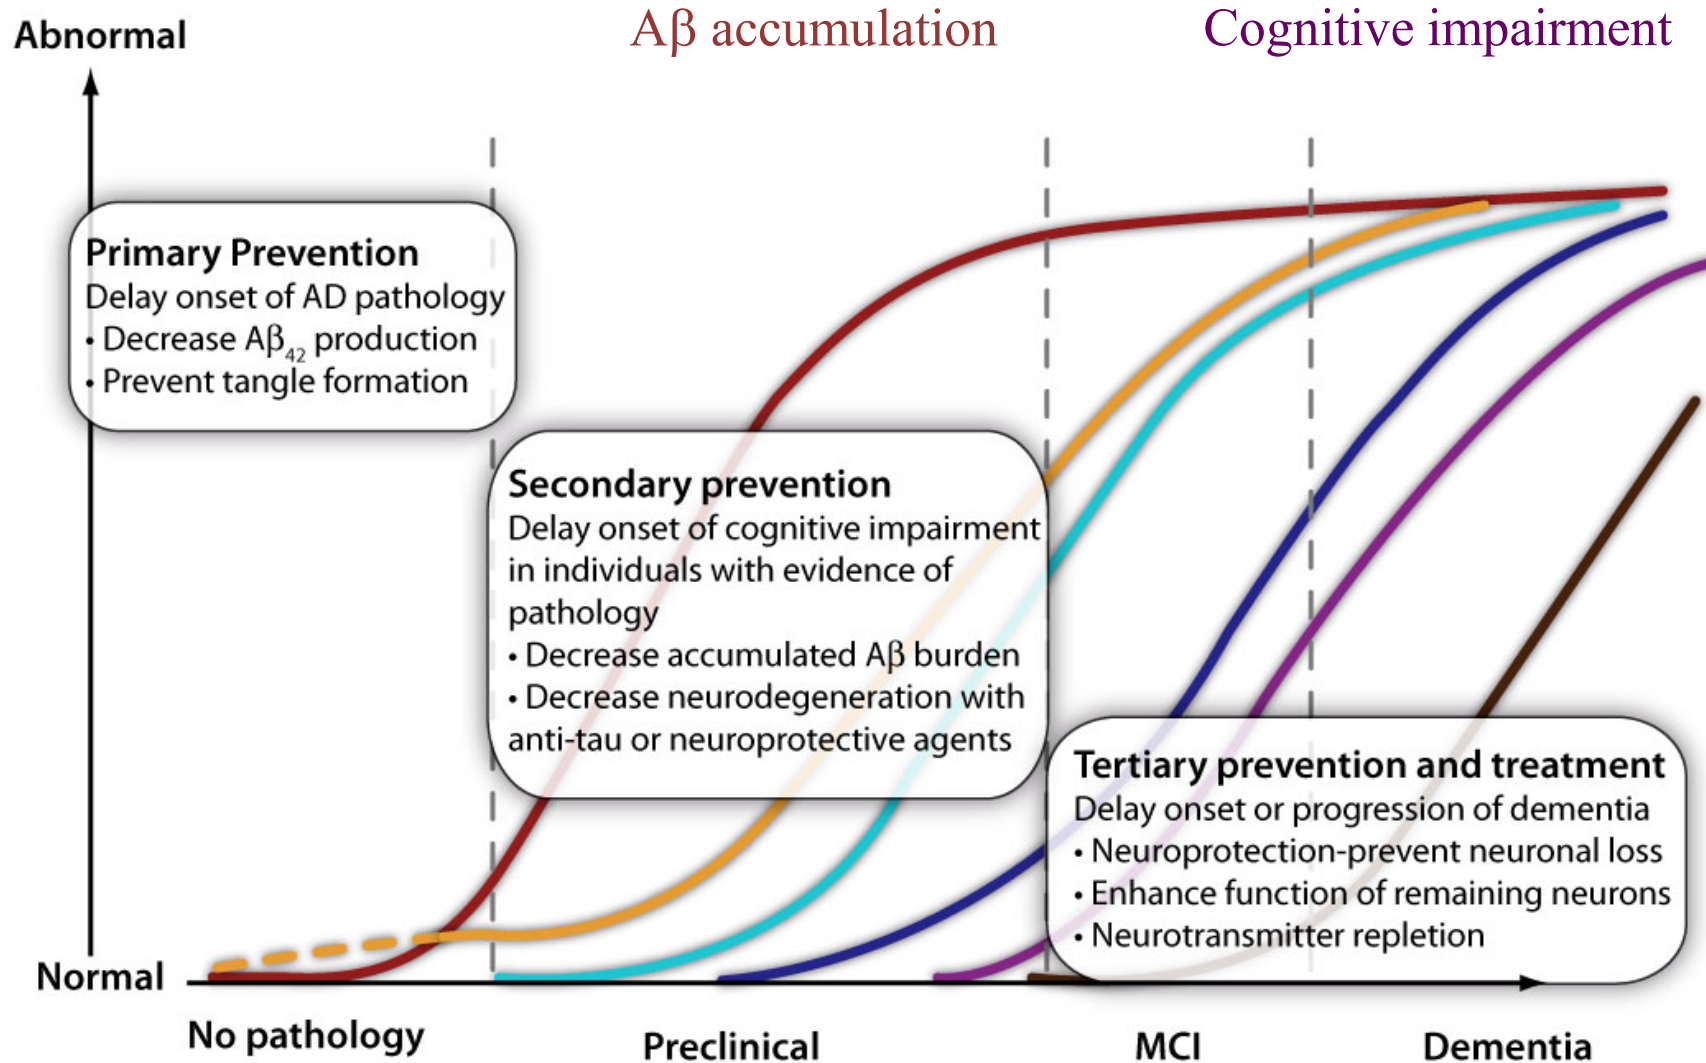 Abnormal
Aβ accumulation
Cognitive impairment
Primary Prevention
Delay onset of AD pathology
• Decrease Aβ42 production
• Prevent tangle formation
Secondary prevention
Delay onset of cognitive impairment
in individuals with evidence of
pathology
• Decrease accumulated Aβ burden
• Decrease neurodegeneration with
anti-tau or neuroprotective agents
Tertiary prevention and treatment
Delay onset or progression of dementia
• Neuroprotection-prevent neuronal loss
• Enhance function of remaining neurons
• Neurotransmitter repletion
Normal
No pathology
Preclinical
MCI
Dementia